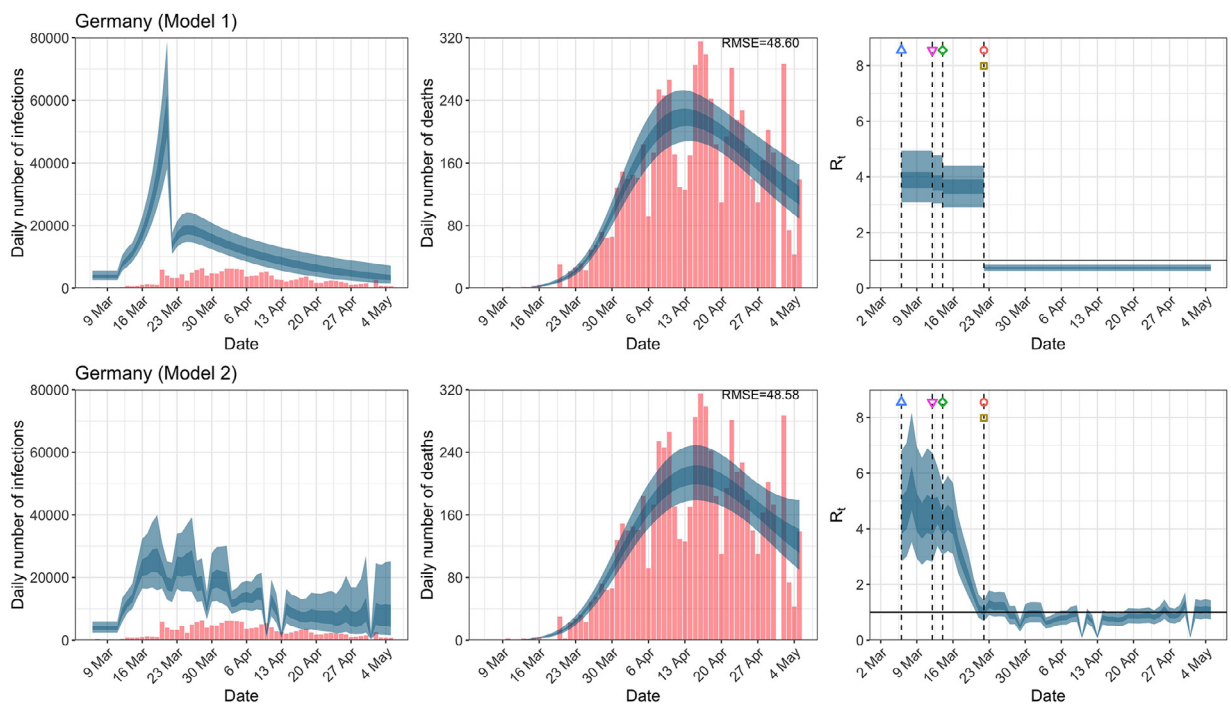 Germany (Model 1)
Daily number of infections
80000
60000
40000
20000
0
9 Mar
16 Mar
23 Mar
30 Mar
6 Apr
13 Apr
20 Apr
27 Apr
4 May
Date
Daily number of deaths
320
240
160
80
0
RMSE=48.60
9 Mar
16 Mar
23 Mar
30 Mar
6 Apr
13 Apr
20 Apr
27 Apr
4 May
Date
Rt
8
6
4
2
0
2 Mar
9 Mar
16 Mar
23 Mar
30 Mar
6 Apr
13 Apr
20 Apr
27 Apr
4 May
Date
Germany (Model 2)
Daily number of infections
80000
60000
40000
20000
0
9 Mar
16 Mar
23 Mar
30 Mar
6 Apr
13 Apr
20 Apr
27 Apr
4 May
Date
Daily number of deaths
320
240
160
80
0
RMSE=48.58
9 Mar
16 Mar
23 Mar
30 Mar
6 Apr
13 Apr
20 Apr
27 Apr
4 May
Date
Rt
8
6
4
2
0
2 Mar
9 Mar
16 Mar
23 Mar
30 Mar
6 Apr
13 Apr
20 Apr
27 Apr
4 May
Date